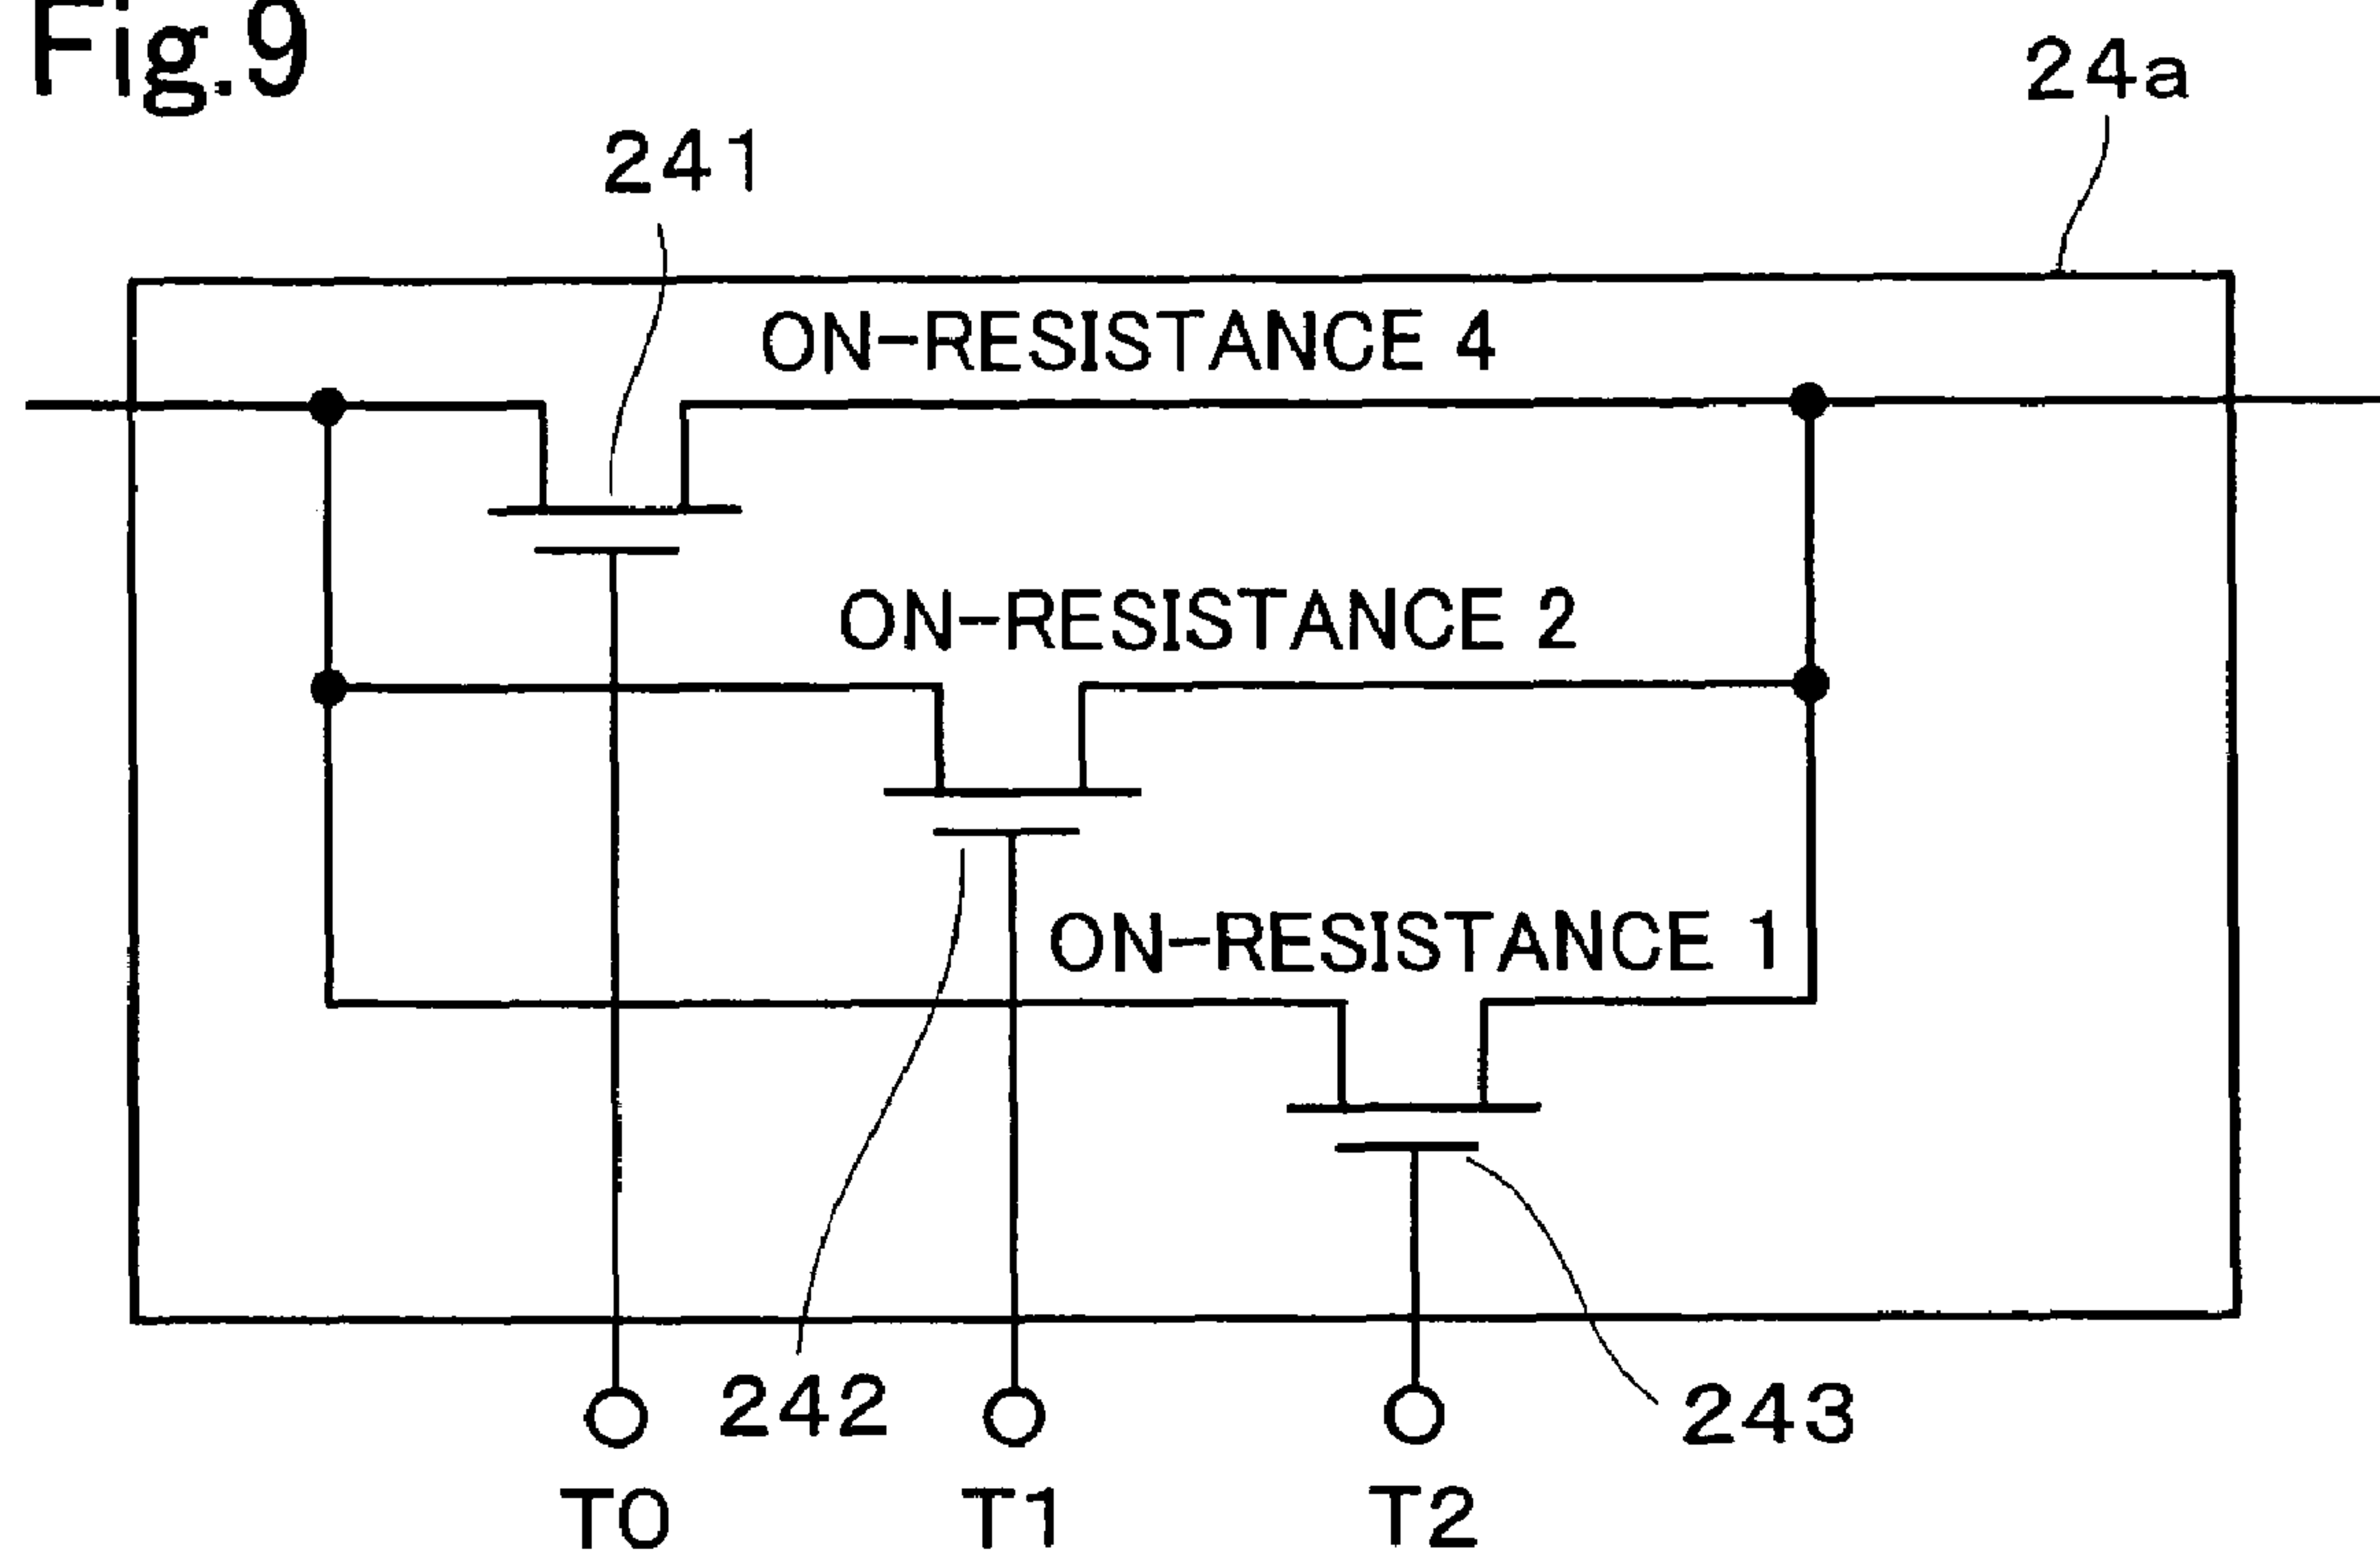 Fig.9
24a
241
ON-RESISTANCE 4
ON-RESISTANCE 2
ON-RESISTANCE 1
242
243
T0
T1
T2